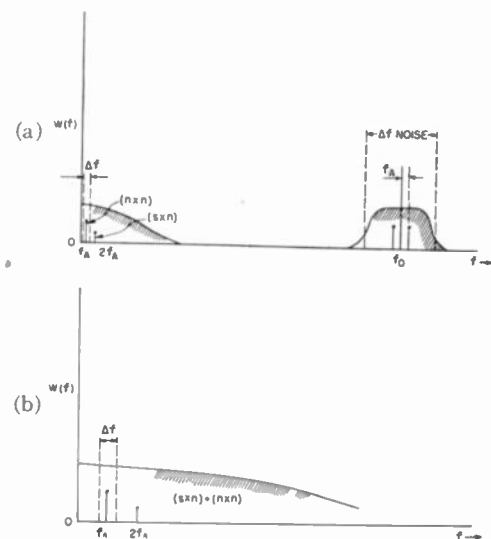 (a)
W(f)
Δf
(n×n)
(s×n)
0
f_A
2f_A
Δf NOISE
f_A
f_0
f→
(b)
W(f)
Δf
(s×n)+(n×n)
0
f_A
2f_A
f→